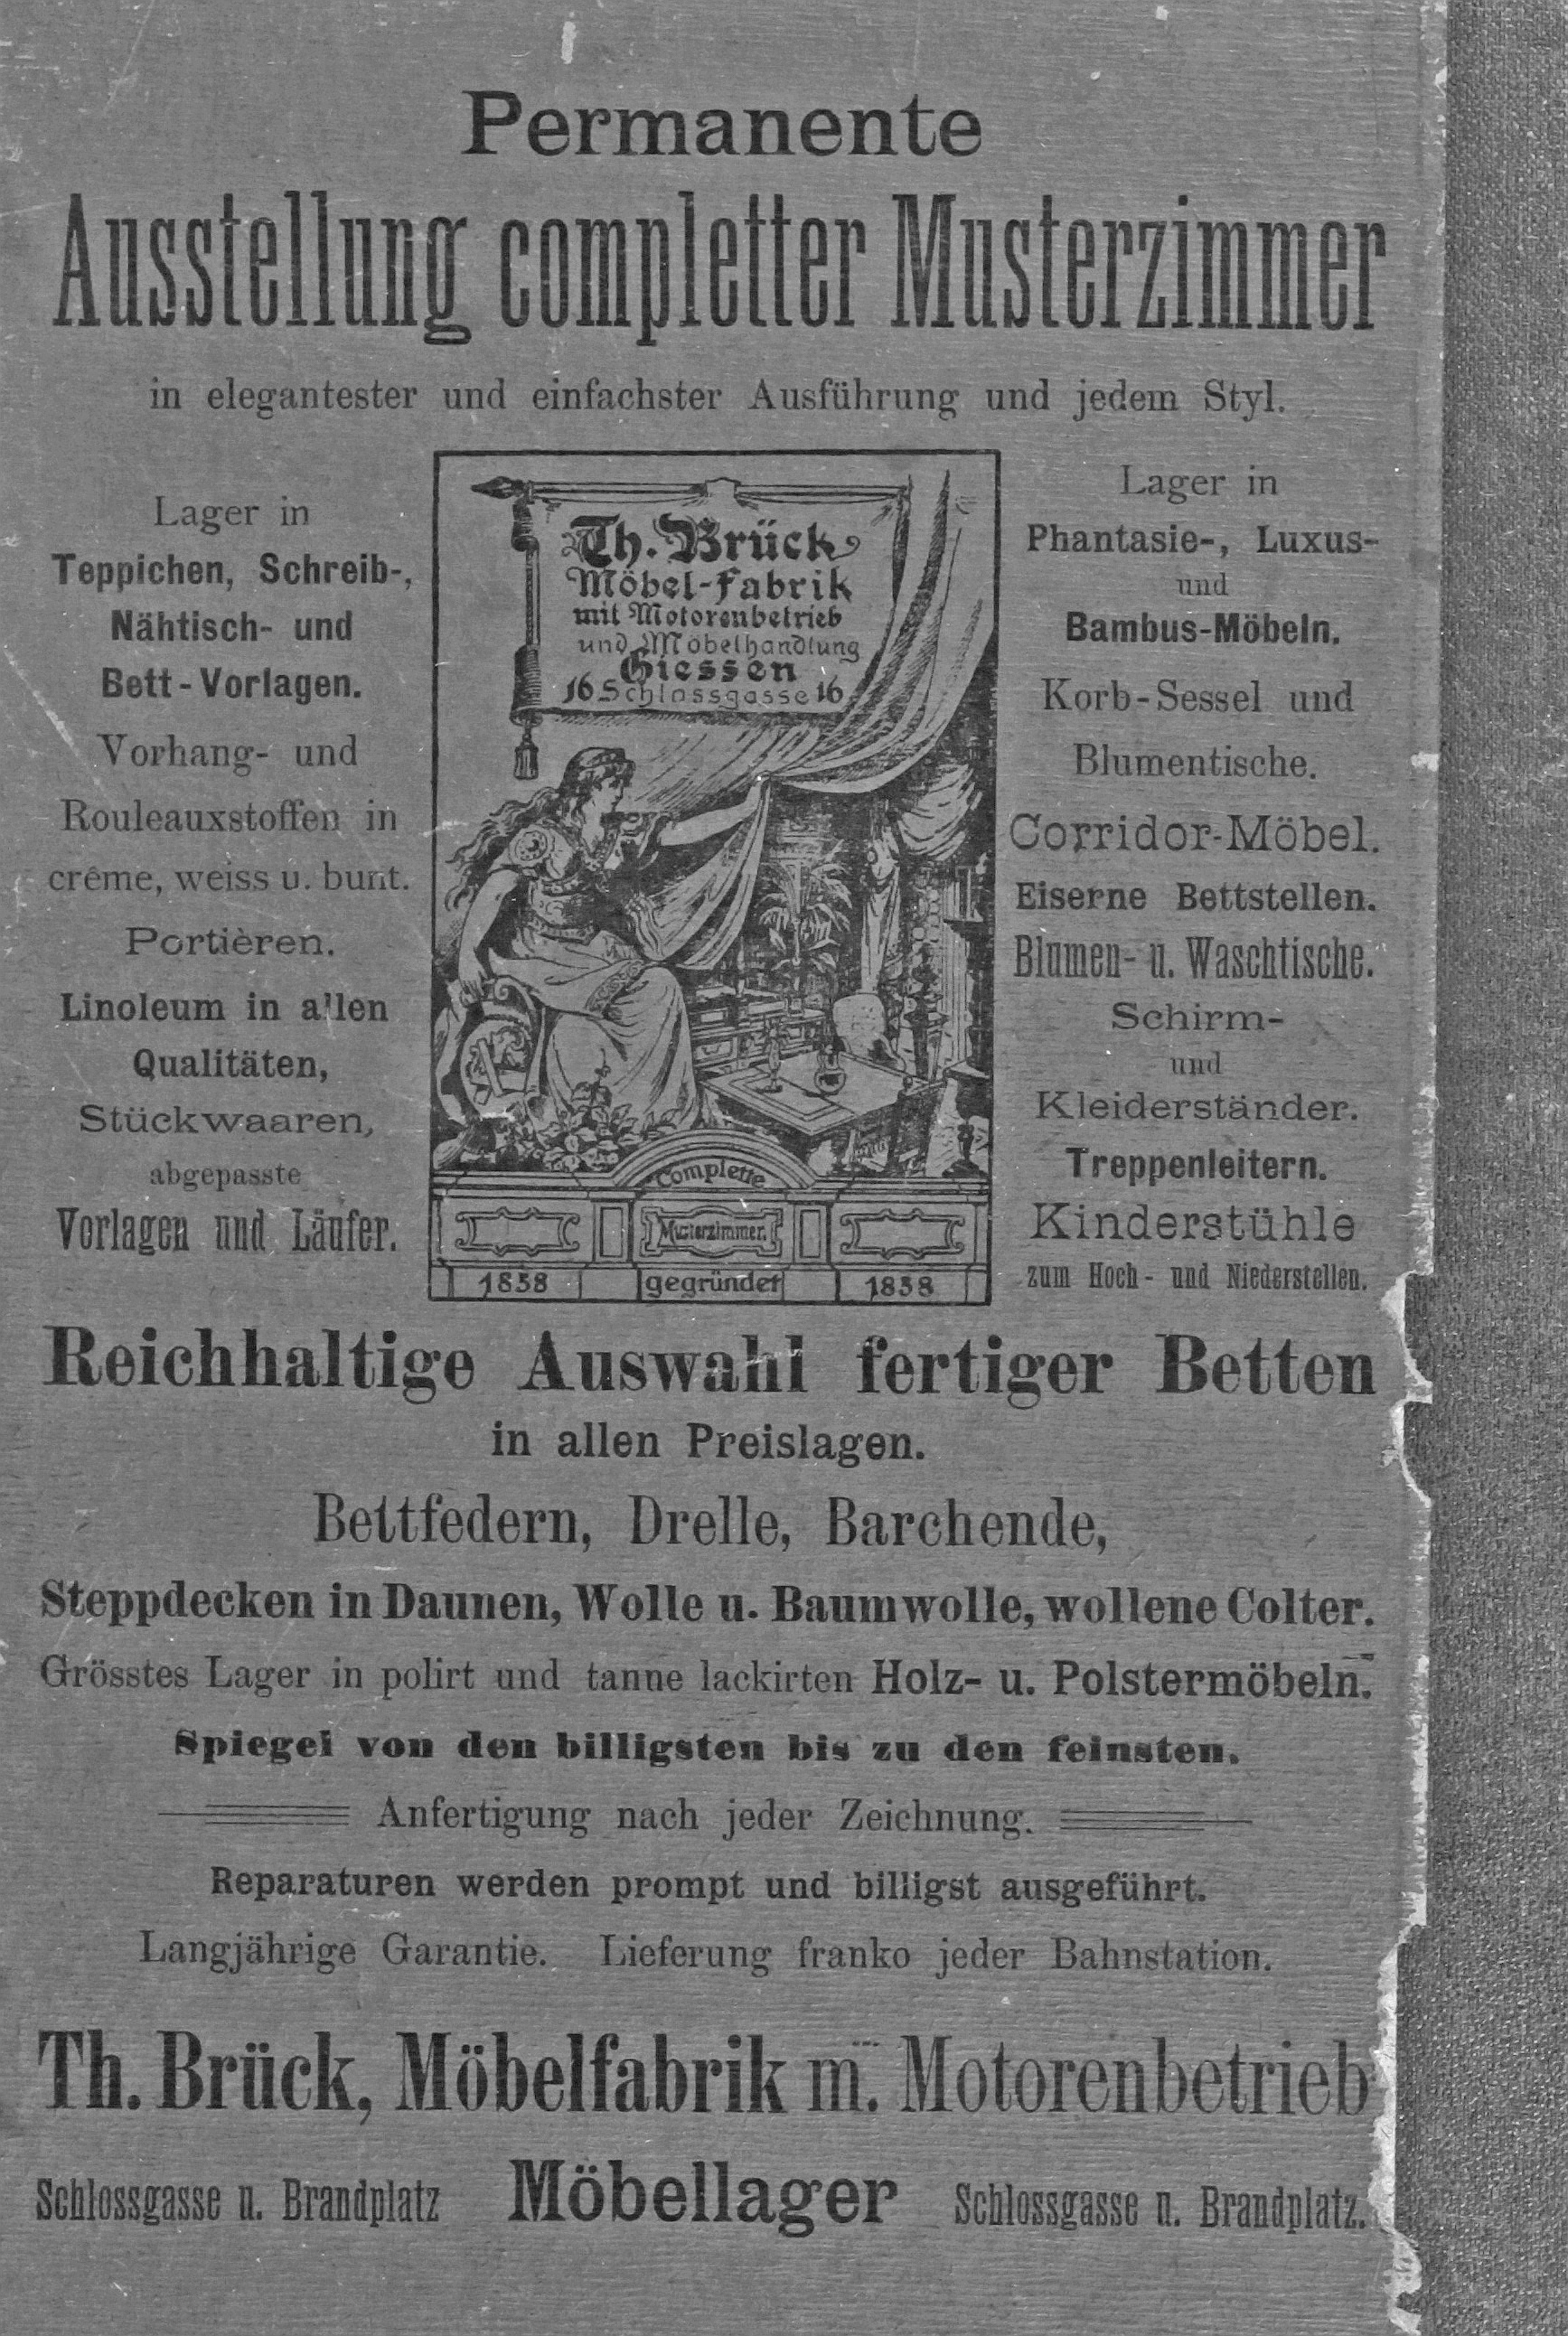 Permanente
Ausstellung completter Musterzimmer
in elegantester und einfachster Ausführung und jedem Styl.
Lager in
Teppichen, Schreib-,
Nähtisch- und
Bett-Vorlagen.
Vorhang- und
Rouleauxstoffen in
crême, weiss u. bunt.
Portièren.
Linoleum in allen
Qualitäten,
Stückwaaren,
abgepasste
Vorlagen und Läufer.
Th. Brück
Möbel-Fabrik
mit Motorenbetrieb
und Möbelhandlung
Giessen
16 Schlossgasse 16
Complette
Musterzimmer.
1858 gegründet 1858
Lager in
Phantasie-, Luxus-
und
Bambus-Möbeln.
Korb-Sessel und
Blumentische.
Corridor-Möbel.
Eiserne Bettstellen.
Blumen- u. Waschtische.
Schirm-
und
Kleiderständer.
Treppenleitern.
Kinderstühle
zum Hoch- und Niederstellen.
Reichhaltige Auswahl fertiger Betten
in allen Preislagen.
Bettfedern, Drelle, Barchende,
Steppdecken in Daunen, Wolle u. Baumwolle, wollene Colter.
Grösstes Lager in polirt und tanne lackirten Holz- u. Polstermöbeln.
Spiegel von den billigsten bis zu den feinsten.
Anfertigung nach jeder Zeichnung.
Reparaturen werden prompt und billigst ausgeführt.
Langjährige Garantie. Lieferung franko jeder Bahnstation.
Th. Brück, Möbelfabrik m. Motorenbetrieb
Schlossgasse u. Brandplatz Möbellager Schlossgasse u. Brandplatz.